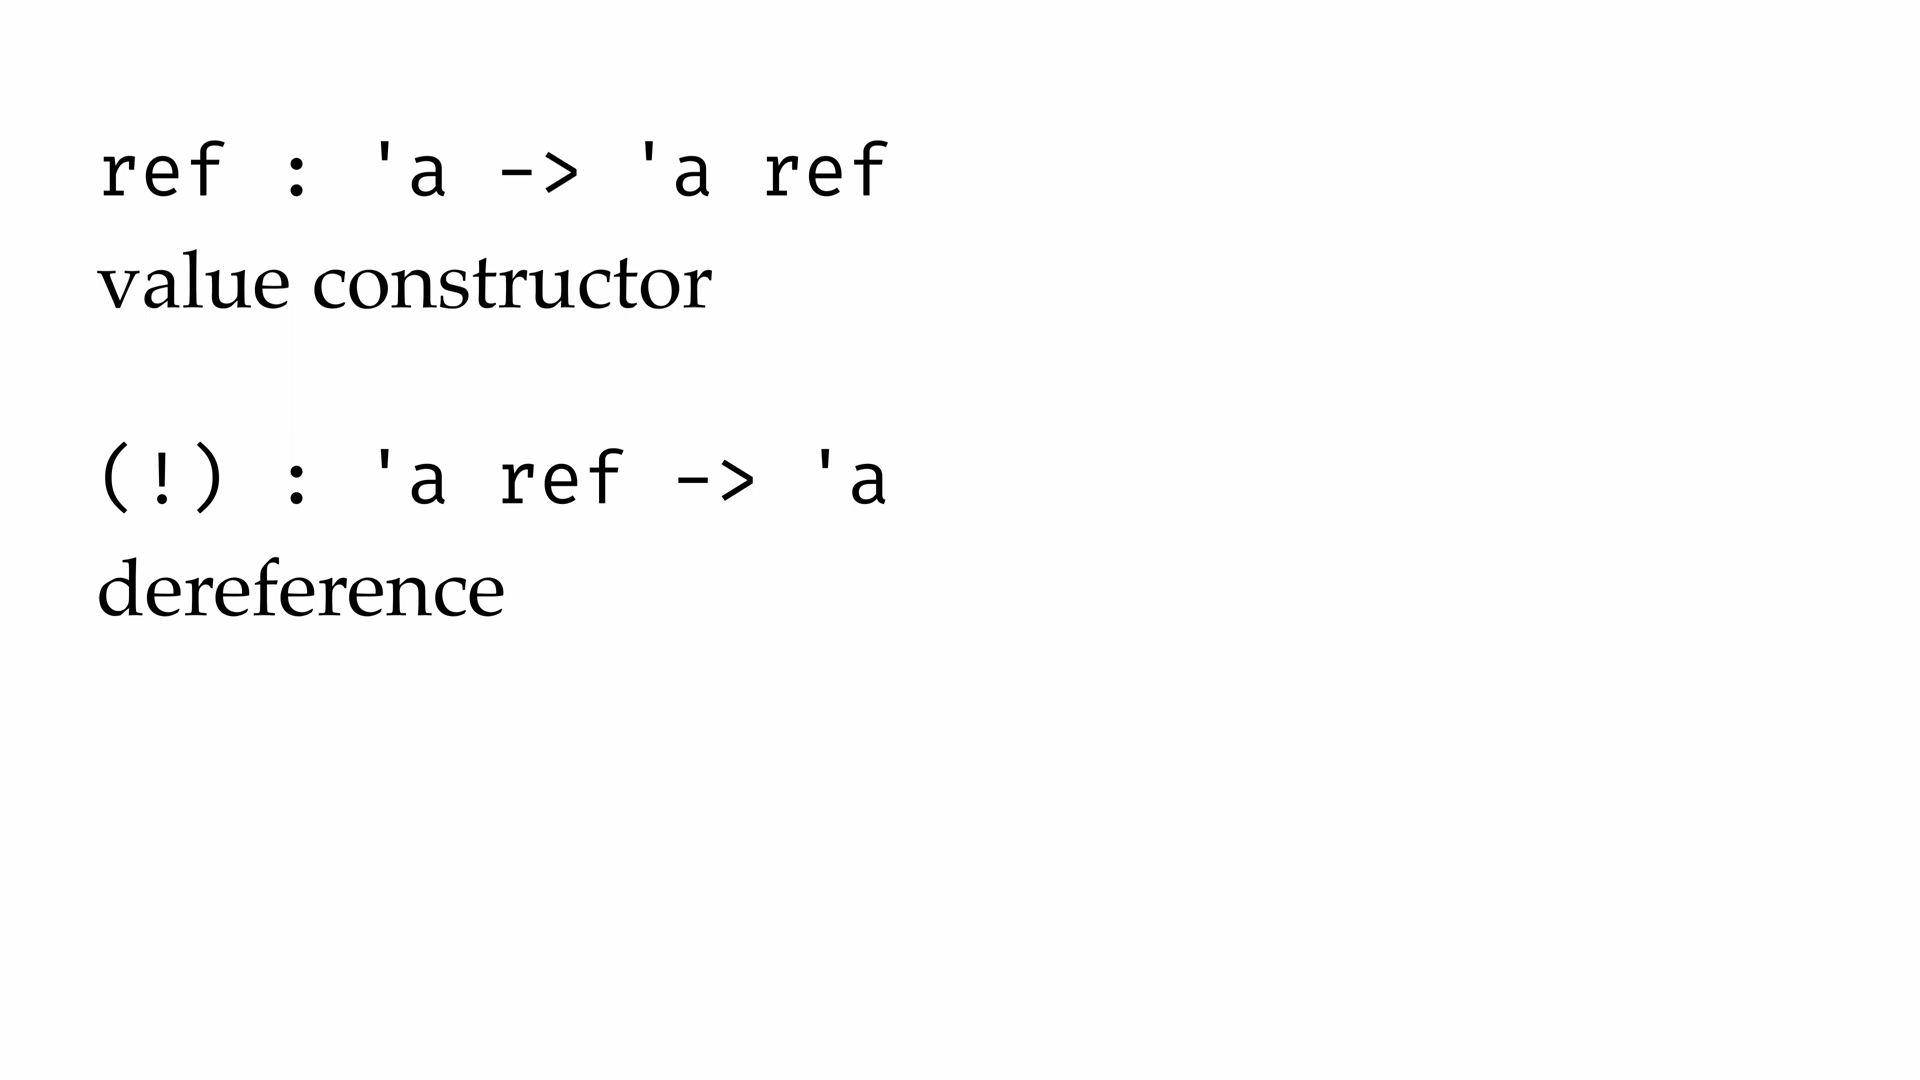 ref : 'a -> 'a ref
value constructor
(!) : 'a ref -> 'a
dereference